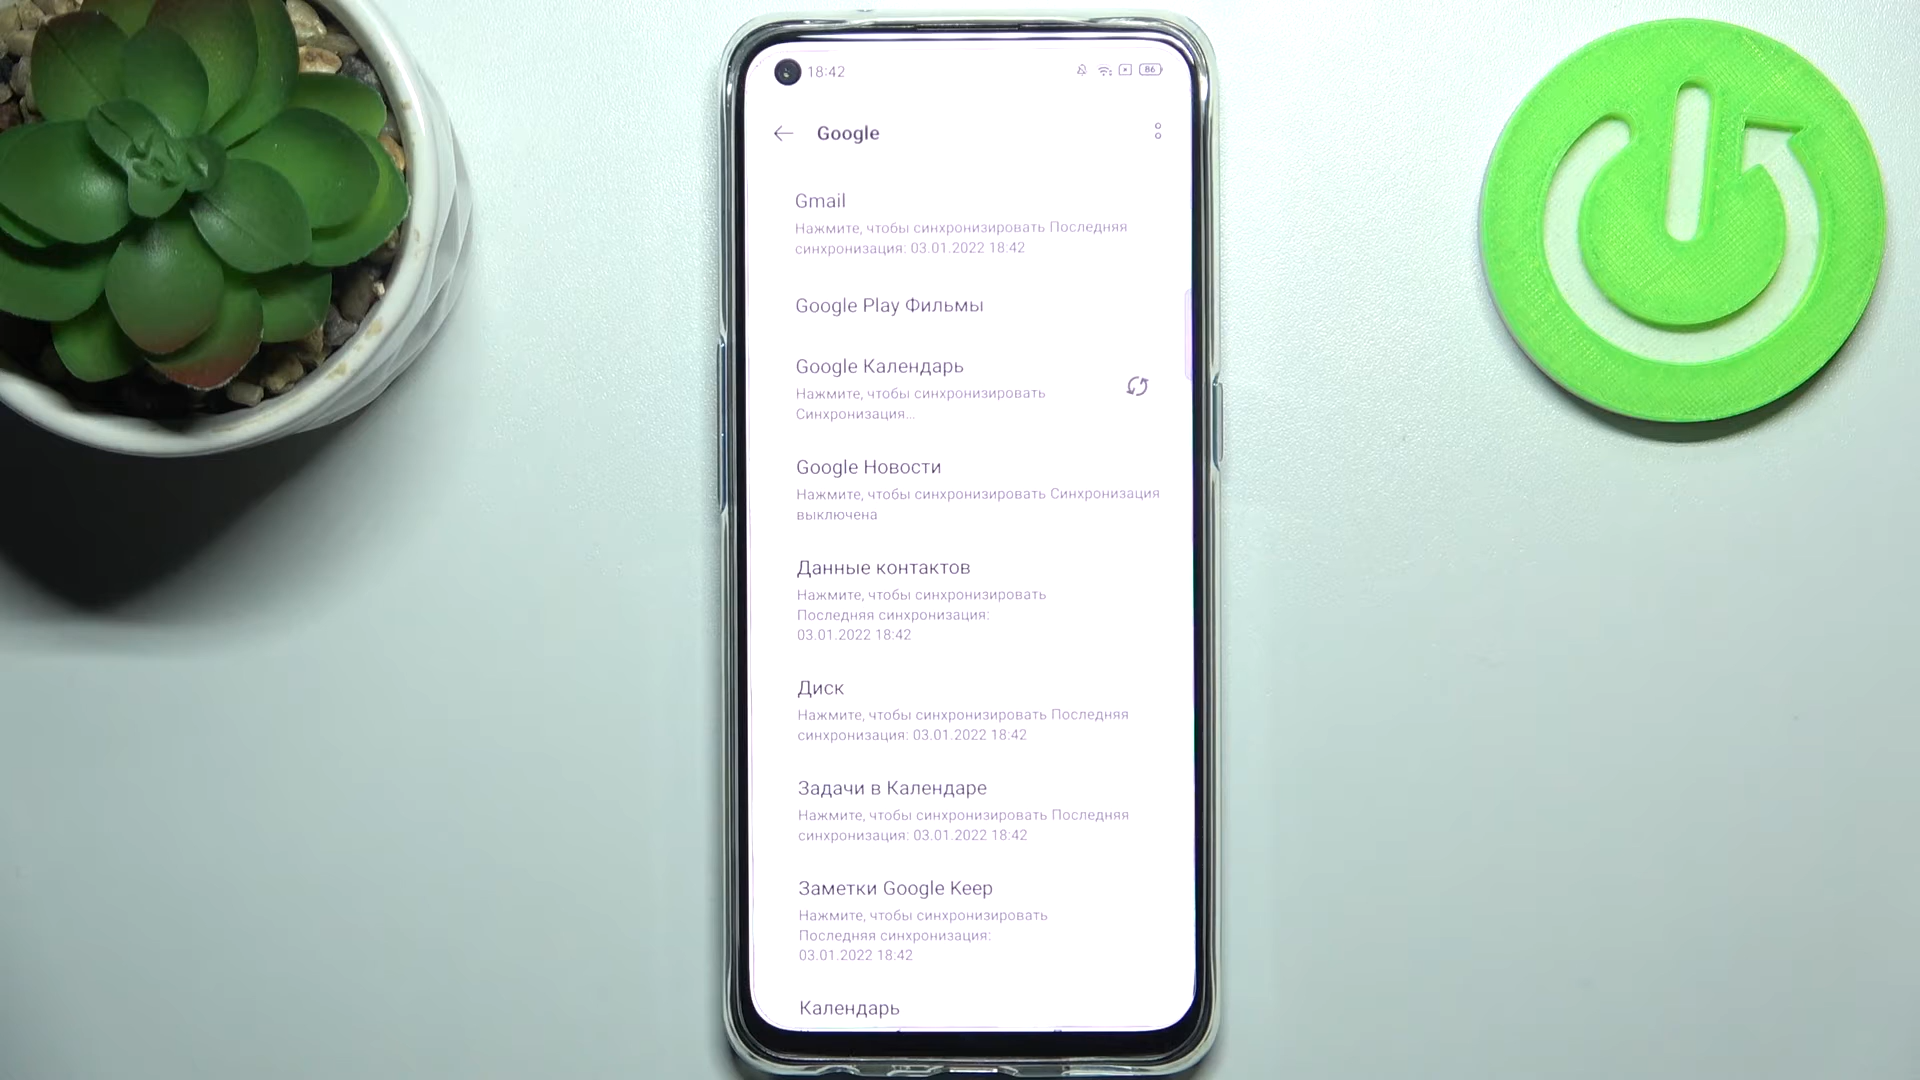 18:42
86
Google
Gmail
Нажмите, чтобы синхронизировать Последняя
синхронизация: 03.01.2022 18:42
Google Play Фильмы
Google Календарь
Нажмите, чтобы синхронизировать
Синхронизация...
Google Новости
Нажмите, чтобы синхронизировать Синхронизация
выключена
Данные контактов
Нажмите, чтобы синхронизировать
Последняя синхронизация:
03.01.2022 18:42
Диск
Нажмите, чтобы синхронизировать Последняя
синхронизация: 03.01.2022 18:42
Задачи в Календаре
Нажмите, чтобы синхронизировать Последняя
синхронизация: 03.01.2022 18:42
Заметки Google Keep
Нажмите, чтобы синхронизировать
Последняя синхронизация:
03.01.2022 18:42
Календарь